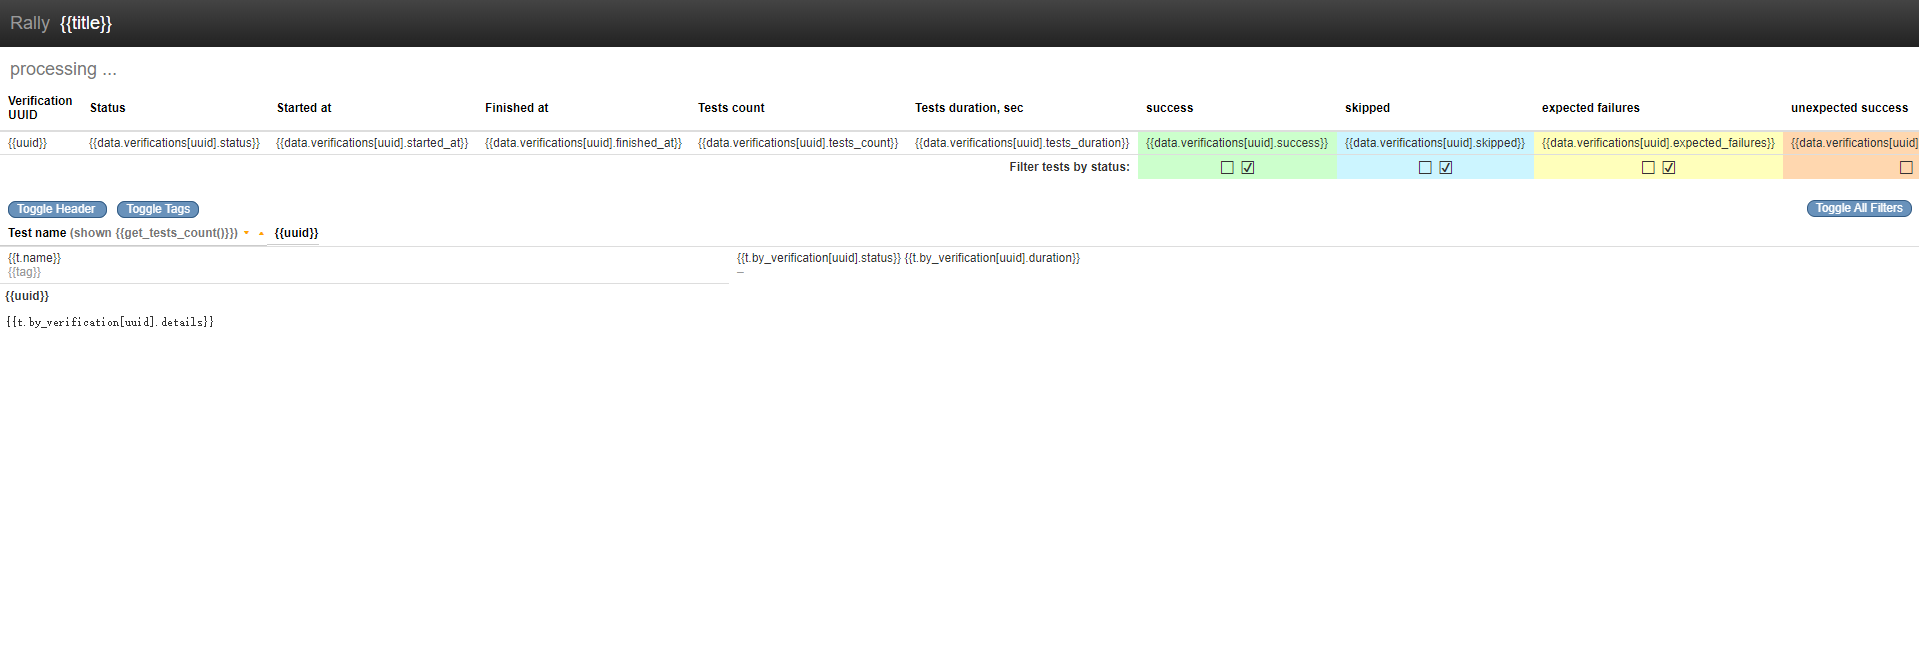 Rally {{title}}
processing ...
Verification UUID Status Started at Finished at Tests count Tests duration, sec success skipped expected failures unexpected success
{{uuid}} {{data.verifications[uuid].status}} {{data.verifications[uuid].started_at}} {{data.verifications[uuid].finished_at}} {{data.verifications[uuid].tests_count}} {{data.verifications[uuid].tests_duration}} {{data.verifications[uuid].success}} {{data.verifications[uuid].skipped}} {{data.verifications[uuid].expected_failures}} {{data.verifications[uuid]
Filter tests by status: ☐ ☑ ☐ ☑ ☐ ☑ ☐
Toggle Header Toggle Tags Toggle All Filters
Test name (shown {{get_tests_count()}}) ▾ ▴ {{uuid}}
{{t.name}} {{t.by_verification[uuid].status}} {{t.by_verification[uuid].duration}}
{{tag}} –
{{uuid}}
{{t.by_verification[uuid].details}}